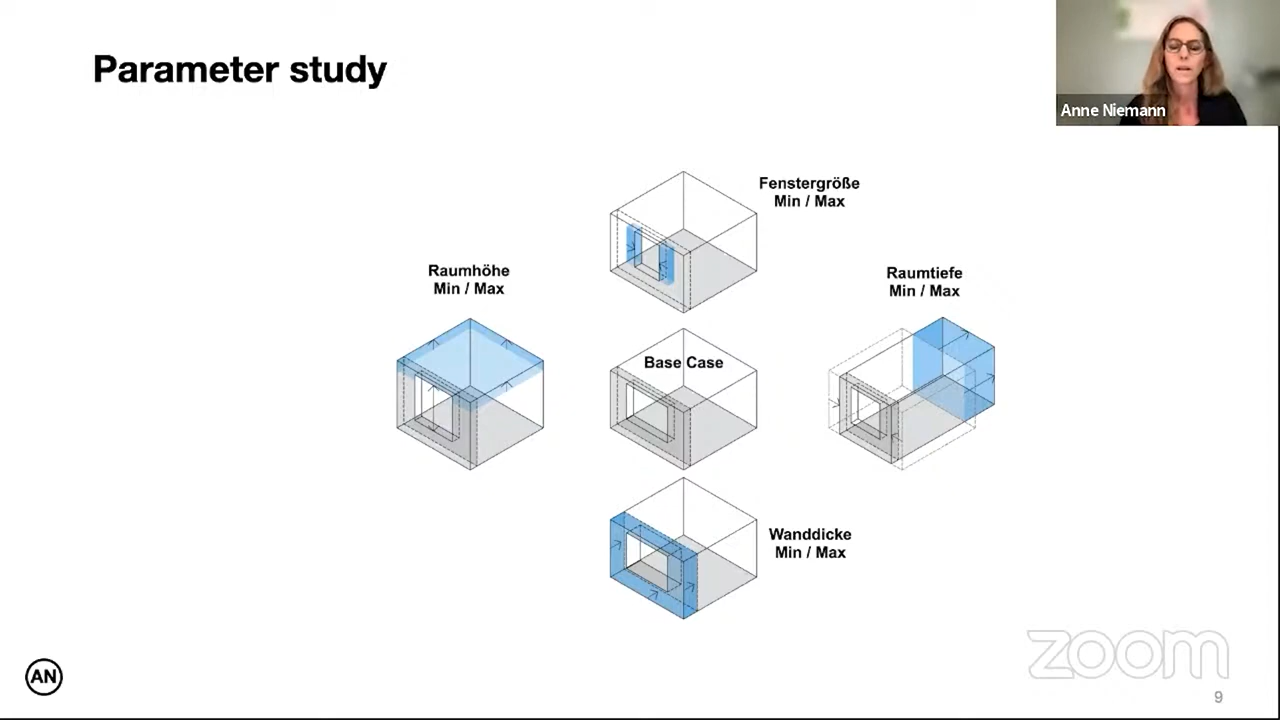 Parameter study
Anne Niemann
Fenstergröße
Min / Max
Raumhöhe
Min / Max
Raumtiefe
Min / Max
Base Case
Wanddicke
Min / Max
AN
zoom
9